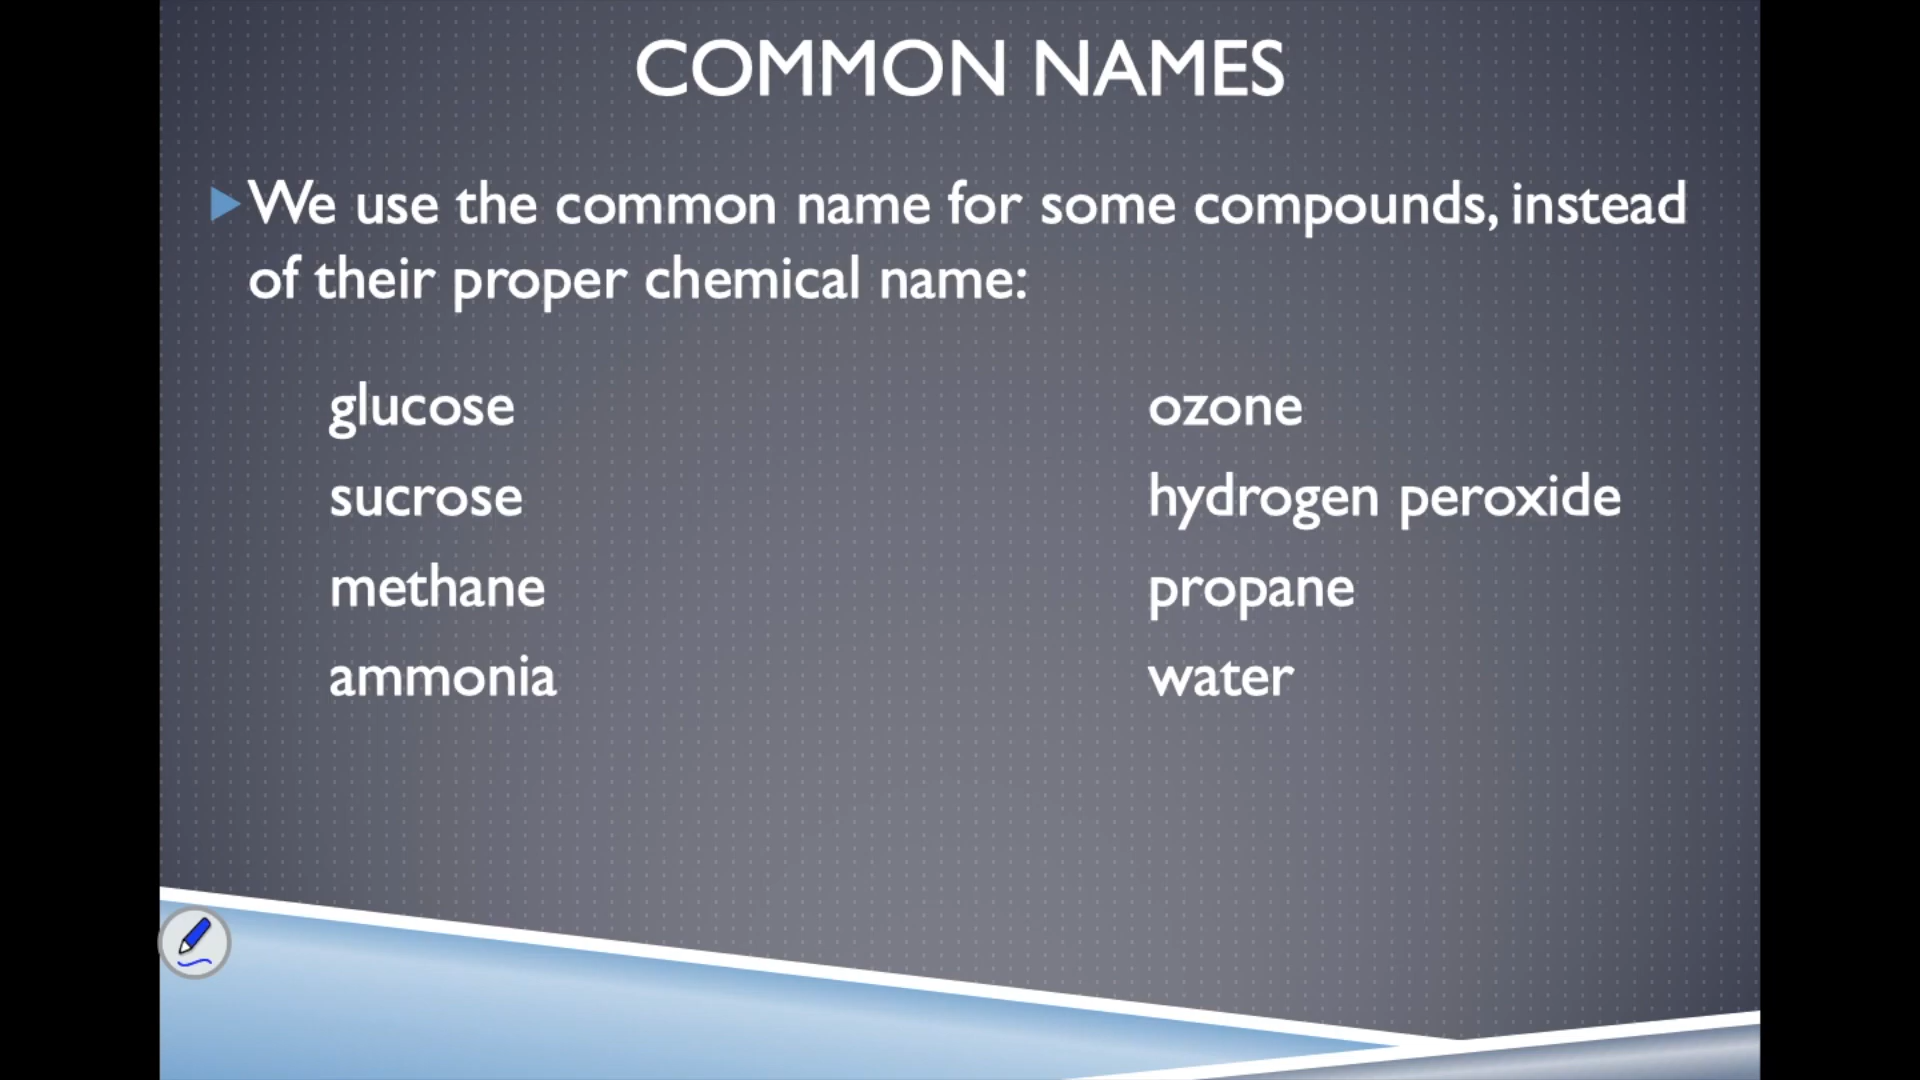 COMMON NAMES
We use the common name for some compounds, instead
of their proper chemical name:
glucose
sucrose
methane
ammonia
ozone
hydrogen peroxide
propane
water